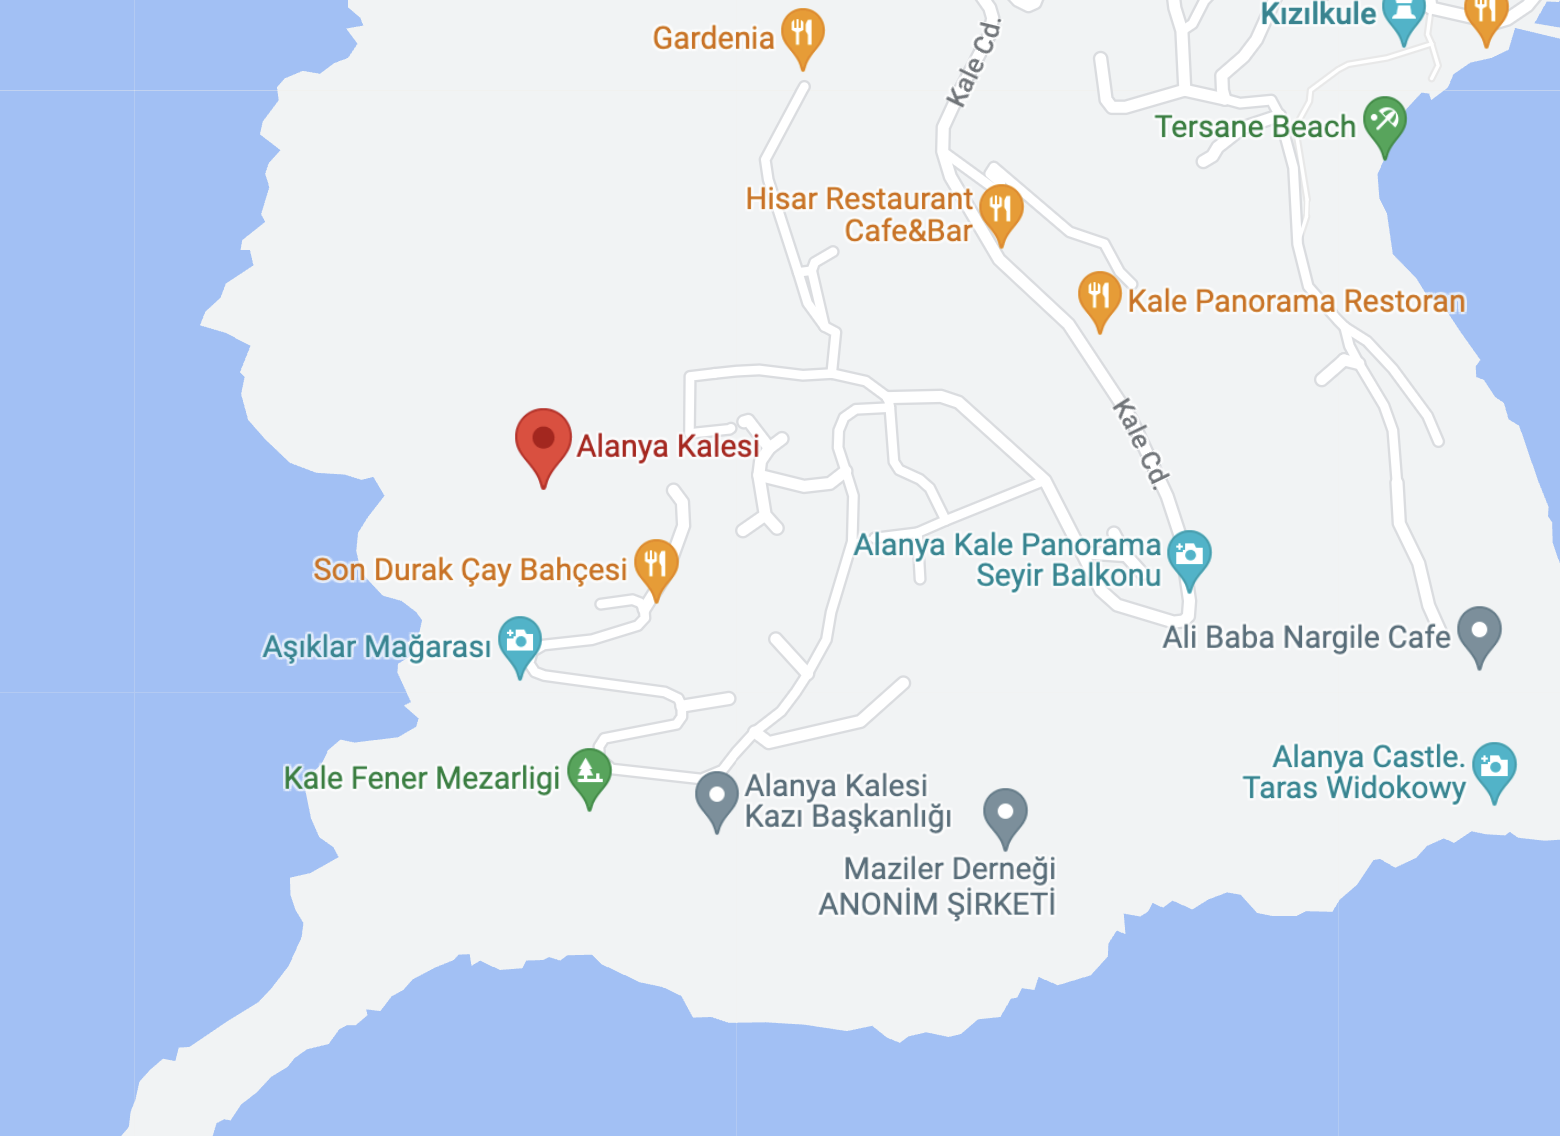 Kızılkule
Gardenia
Kale Cd.
Tersane Beach
Hisar Restaurant
Cafe&Bar
Kale Panorama Restoran
Alanya Kalesi
Kale Cd.
Alanya Kale Panorama
Seyir Balkonu
Son Durak Çay Bahçesi
Aşıklar Mağarası
Ali Baba Nargile Cafe
Kale Fener Mezarligi
Alanya Kalesi
Kazı Başkanlığı
Alanya Castle.
Taras Widokowy
Maziler Derneği
ANONİM ŞİRKETİ